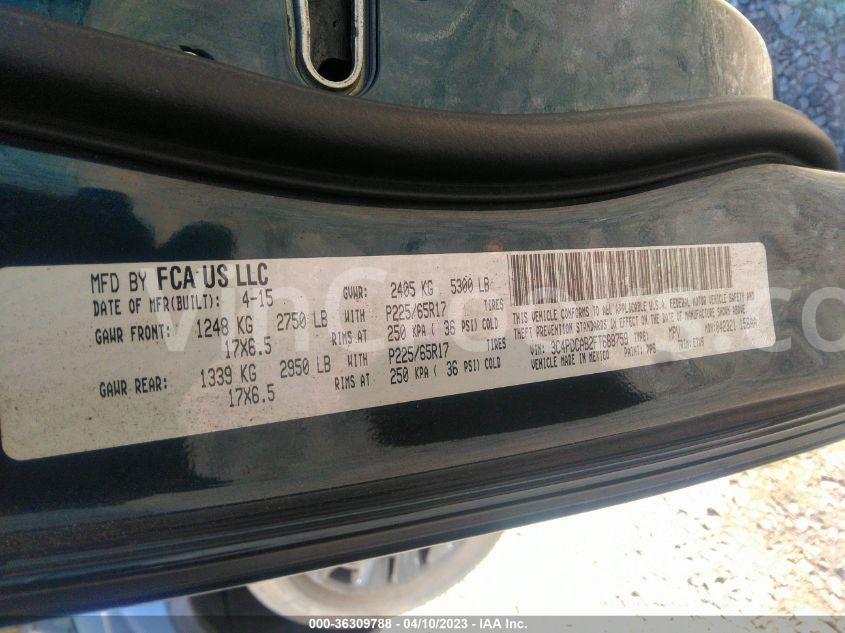 MFD BY FCA US LLC
DATE OF MFR(BUILT): 4-15 GVWR: 2405 KG 5300 LB
GAWR FRONT: 1248 KG 2750 LB WITH P225/65R17 TIRES
17X6.5 RIMS AT 250 KPA ( 36 PSI) COLD
GAWR REAR: 1339 KG 2950 LB WITH P225/65R17 TIRES
17X6.5 RIMS AT 250 KPA ( 36 PSI) COLD
THIS VEHICLE CONFORMS TO ALL APPLICABLE U.S.A. FEDERAL MOTOR VEHICLE SAFETY AND
THEFT PREVENTION STANDARDS IN EFFECT ON THE DATE OF MANUFACTURE SHOWN ABOVE.
VIN: TYPE: MPV
VEHICLE MADE IN MEXICO PAINT: TRIM:
000-36309788 - 04/10/2023 - IAA Inc.